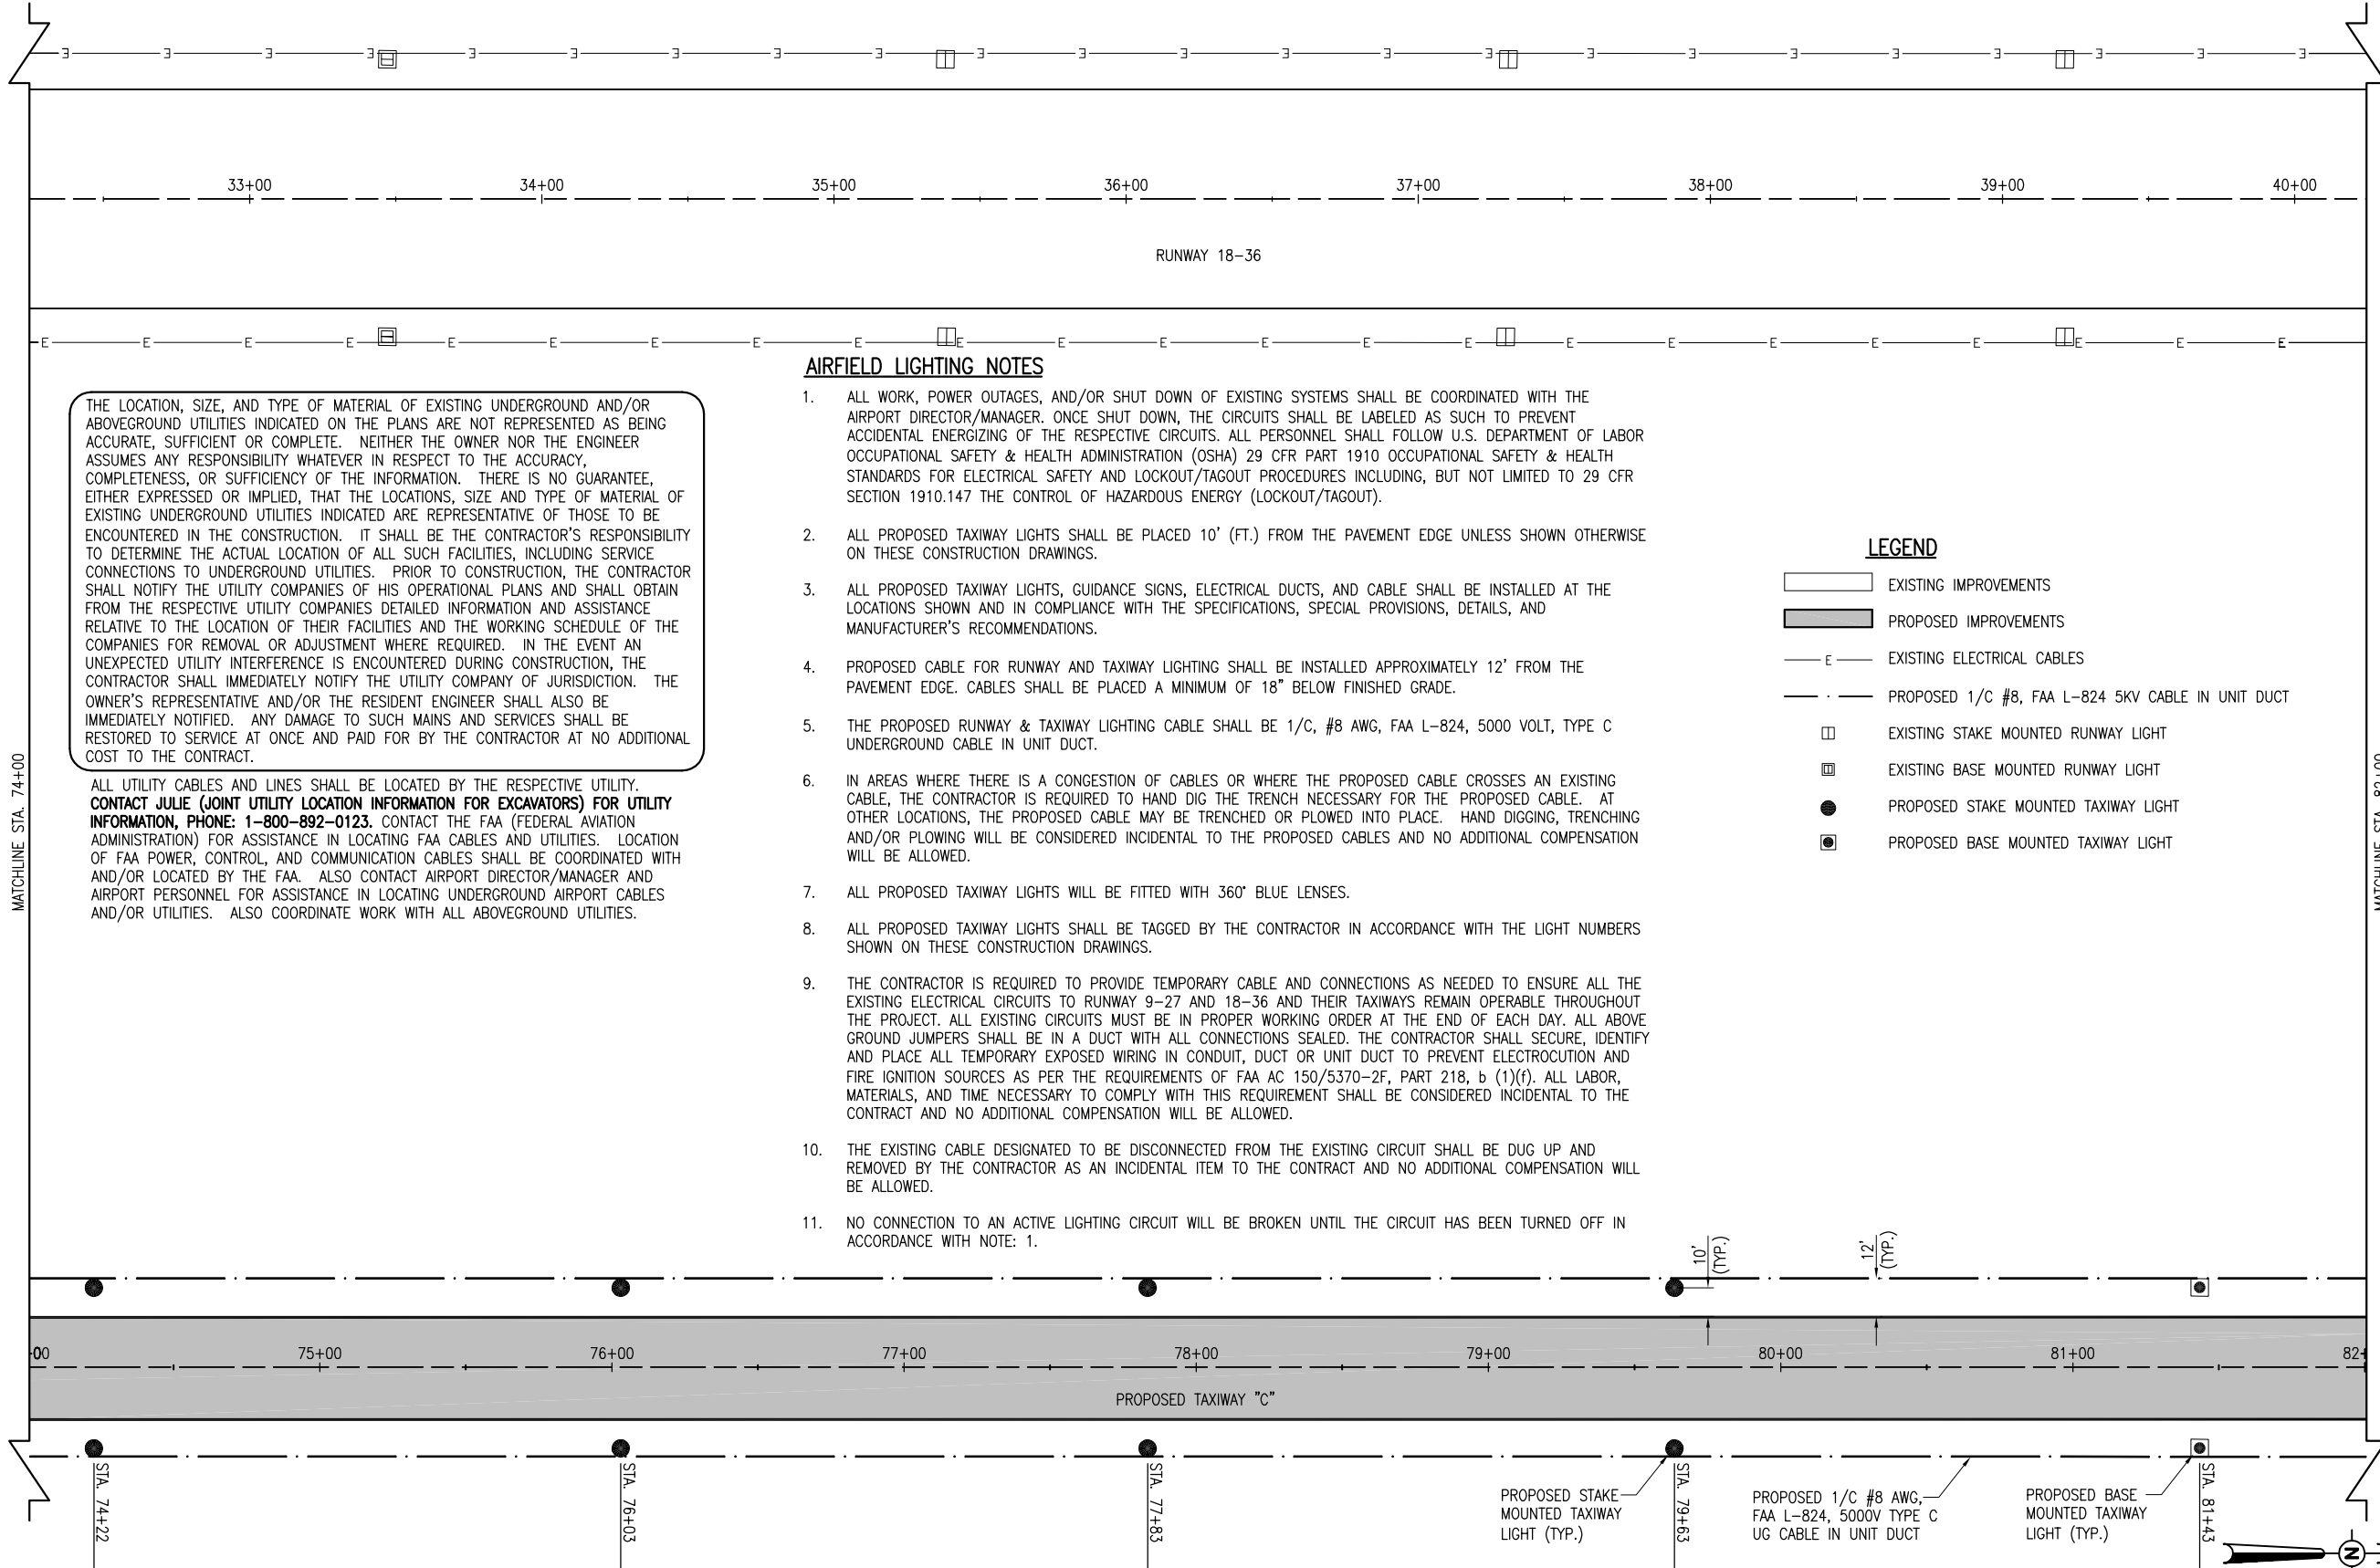 E E E E E E E E E E E E E E E E E E E E E E E
33+00 34+00 35+00 36+00 37+00 38+00 39+00 40+00
RUNWAY 18-36
E E E E E E E E E E E E E E E E E E E E E E E
THE LOCATION, SIZE, AND TYPE OF MATERIAL OF EXISTING UNDERGROUND AND/OR
ABOVEGROUND UTILITIES INDICATED ON THE PLANS ARE NOT REPRESENTED AS BEING
ACCURATE, SUFFICIENT OR COMPLETE. NEITHER THE OWNER NOR THE ENGINEER
ASSUMES ANY RESPONSIBILITY WHATEVER IN RESPECT TO THE ACCURACY,
COMPLETENESS, OR SUFFICIENCY OF THE INFORMATION. THERE IS NO GUARANTEE,
EITHER EXPRESSED OR IMPLIED, THAT THE LOCATIONS, SIZE AND TYPE OF MATERIAL OF
EXISTING UNDERGROUND UTILITIES INDICATED ARE REPRESENTATIVE OF THOSE TO BE
ENCOUNTERED IN THE CONSTRUCTION. IT SHALL BE THE CONTRACTOR'S RESPONSIBILITY
TO DETERMINE THE ACTUAL LOCATION OF ALL SUCH FACILITIES, INCLUDING SERVICE
CONNECTIONS TO UNDERGROUND UTILITIES. PRIOR TO CONSTRUCTION, THE CONTRACTOR
SHALL NOTIFY THE UTILITY COMPANIES OF HIS OPERATIONAL PLANS AND SHALL OBTAIN
FROM THE RESPECTIVE UTILITY COMPANIES DETAILED INFORMATION AND ASSISTANCE
RELATIVE TO THE LOCATION OF THEIR FACILITIES AND THE WORKING SCHEDULE OF THE
COMPANIES FOR REMOVAL OR ADJUSTMENT WHERE REQUIRED. IN THE EVENT AN
UNEXPECTED UTILITY INTERFERENCE IS ENCOUNTERED DURING CONSTRUCTION, THE
CONTRACTOR SHALL IMMEDIATELY NOTIFY THE UTILITY COMPANY OF JURISDICTION. THE
OWNER'S REPRESENTATIVE AND/OR THE RESIDENT ENGINEER SHALL ALSO BE
IMMEDIATELY NOTIFIED. ANY DAMAGE TO SUCH MAINS AND SERVICES SHALL BE
RESTORED TO SERVICE AT ONCE AND PAID FOR BY THE CONTRACTOR AT NO ADDITIONAL
COST TO THE CONTRACT.
ALL UTILITY CABLES AND LINES SHALL BE LOCATED BY THE RESPECTIVE UTILITY.
CONTACT JULIE (JOINT UTILITY LOCATION INFORMATION FOR EXCAVATORS) FOR UTILITY
INFORMATION, PHONE: 1-800-892-0123. CONTACT THE FAA (FEDERAL AVIATION
ADMINISTRATION) FOR ASSISTANCE IN LOCATING FAA CABLES AND UTILITIES. LOCATION
OF FAA POWER, CONTROL, AND COMMUNICATION CABLES SHALL BE COORDINATED WITH
AND/OR LOCATED BY THE FAA. ALSO CONTACT AIRPORT DIRECTOR/MANAGER AND
AIRPORT PERSONNEL FOR ASSISTANCE IN LOCATING UNDERGROUND AIRPORT CABLES
AND/OR UTILITIES. ALSO COORDINATE WORK WITH ALL ABOVEGROUND UTILITIES.
MATCHLINE STA. 74+00
AIRFIELD LIGHTING NOTES
1. ALL WORK, POWER OUTAGES, AND/OR SHUT DOWN OF EXISTING SYSTEMS SHALL BE COORDINATED WITH THE
AIRPORT DIRECTOR/MANAGER. ONCE SHUT DOWN, THE CIRCUITS SHALL BE LABELED AS SUCH TO PREVENT
ACCIDENTAL ENERGIZING OF THE RESPECTIVE CIRCUITS. ALL PERSONNEL SHALL FOLLOW U.S. DEPARTMENT OF LABOR
OCCUPATIONAL SAFETY & HEALTH ADMINISTRATION (OSHA) 29 CFR PART 1910 OCCUPATIONAL SAFETY & HEALTH
STANDARDS FOR ELECTRICAL SAFETY AND LOCKOUT/TAGOUT PROCEDURES INCLUDING, BUT NOT LIMITED TO 29 CFR
SECTION 1910.147 THE CONTROL OF HAZARDOUS ENERGY (LOCKOUT/TAGOUT).
2. ALL PROPOSED TAXIWAY LIGHTS SHALL BE PLACED 10' (FT.) FROM THE PAVEMENT EDGE UNLESS SHOWN OTHERWISE
ON THESE CONSTRUCTION DRAWINGS.
3. ALL PROPOSED TAXIWAY LIGHTS, GUIDANCE SIGNS, ELECTRICAL DUCTS, AND CABLE SHALL BE INSTALLED AT THE
LOCATIONS SHOWN AND IN COMPLIANCE WITH THE SPECIFICATIONS, SPECIAL PROVISIONS, DETAILS, AND
MANUFACTURER'S RECOMMENDATIONS.
4. PROPOSED CABLE FOR RUNWAY AND TAXIWAY LIGHTING SHALL BE INSTALLED APPROXIMATELY 12' FROM THE
PAVEMENT EDGE. CABLES SHALL BE PLACED A MINIMUM OF 18" BELOW FINISHED GRADE.
5. THE PROPOSED RUNWAY & TAXIWAY LIGHTING CABLE SHALL BE 1/C, #8 AWG, FAA L-824, 5000 VOLT, TYPE C
UNDERGROUND CABLE IN UNIT DUCT.
6. IN AREAS WHERE THERE IS A CONGESTION OF CABLES OR WHERE THE PROPOSED CABLE CROSSES AN EXISTING
CABLE, THE CONTRACTOR IS REQUIRED TO HAND DIG THE TRENCH NECESSARY FOR THE PROPOSED CABLE. AT
OTHER LOCATIONS, THE PROPOSED CABLE MAY BE TRENCHED OR PLOWED INTO PLACE. HAND DIGGING, TRENCHING
AND/OR PLOWING WILL BE CONSIDERED INCIDENTAL TO THE PROPOSED CABLES AND NO ADDITIONAL COMPENSATION
WILL BE ALLOWED.
7. ALL PROPOSED TAXIWAY LIGHTS WILL BE FITTED WITH 360° BLUE LENSES.
8. ALL PROPOSED TAXIWAY LIGHTS SHALL BE TAGGED BY THE CONTRACTOR IN ACCORDANCE WITH THE LIGHT NUMBERS
SHOWN ON THESE CONSTRUCTION DRAWINGS.
9. THE CONTRACTOR IS REQUIRED TO PROVIDE TEMPORARY CABLE AND CONNECTIONS AS NEEDED TO ENSURE ALL THE
EXISTING ELECTRICAL CIRCUITS TO RUNWAY 9-27 AND 18-36 AND THEIR TAXIWAYS REMAIN OPERABLE THROUGHOUT
THE PROJECT. ALL EXISTING CIRCUITS MUST BE IN PROPER WORKING ORDER AT THE END OF EACH DAY. ALL ABOVE
GROUND JUMPERS SHALL BE IN A DUCT WITH ALL CONNECTIONS SEALED. THE CONTRACTOR SHALL SECURE, IDENTIFY
AND PLACE ALL TEMPORARY EXPOSED WIRING IN CONDUIT, DUCT OR UNIT DUCT TO PREVENT ELECTROCUTION AND
FIRE IGNITION SOURCES AS PER THE REQUIREMENTS OF FAA AC 150/5370-2F, PART 218, b (1)(f). ALL LABOR,
MATERIALS, AND TIME NECESSARY TO COMPLY WITH THIS REQUIREMENT SHALL BE CONSIDERED INCIDENTAL TO THE
CONTRACT AND NO ADDITIONAL COMPENSATION WILL BE ALLOWED.
10. THE EXISTING CABLE DESIGNATED TO BE DISCONNECTED FROM THE EXISTING CIRCUIT SHALL BE DUG UP AND
REMOVED BY THE CONTRACTOR AS AN INCIDENTAL ITEM TO THE CONTRACT AND NO ADDITIONAL COMPENSATION WILL
BE ALLOWED.
11. NO CONNECTION TO AN ACTIVE LIGHTING CIRCUIT WILL BE BROKEN UNTIL THE CIRCUIT HAS BEEN TURNED OFF IN
ACCORDANCE WITH NOTE: 1.
LEGEND
EXISTING IMPROVEMENTS
PROPOSED IMPROVEMENTS
E EXISTING ELECTRICAL CABLES
PROPOSED 1/C #8, FAA L-824 5KV CABLE IN UNIT DUCT
EXISTING STAKE MOUNTED RUNWAY LIGHT
EXISTING BASE MOUNTED RUNWAY LIGHT
PROPOSED STAKE MOUNTED TAXIWAY LIGHT
PROPOSED BASE MOUNTED TAXIWAY LIGHT
MATCHLINE STA. 82+00
10'
(TYP.)
12'
(TYP.)
00 75+00 76+00 77+00 78+00 79+00 80+00 81+00 82+
PROPOSED TAXIWAY "C"
STA. 74+22
STA. 76+03
STA. 77+83
PROPOSED STAKE
MOUNTED TAXIWAY
LIGHT (TYP.)
STA. 79+63
PROPOSED 1/C #8 AWG,
FAA L-824, 5000V TYPE C
UG CABLE IN UNIT DUCT
PROPOSED BASE
MOUNTED TAXIWAY
LIGHT (TYP.)
STA. 81+43
N